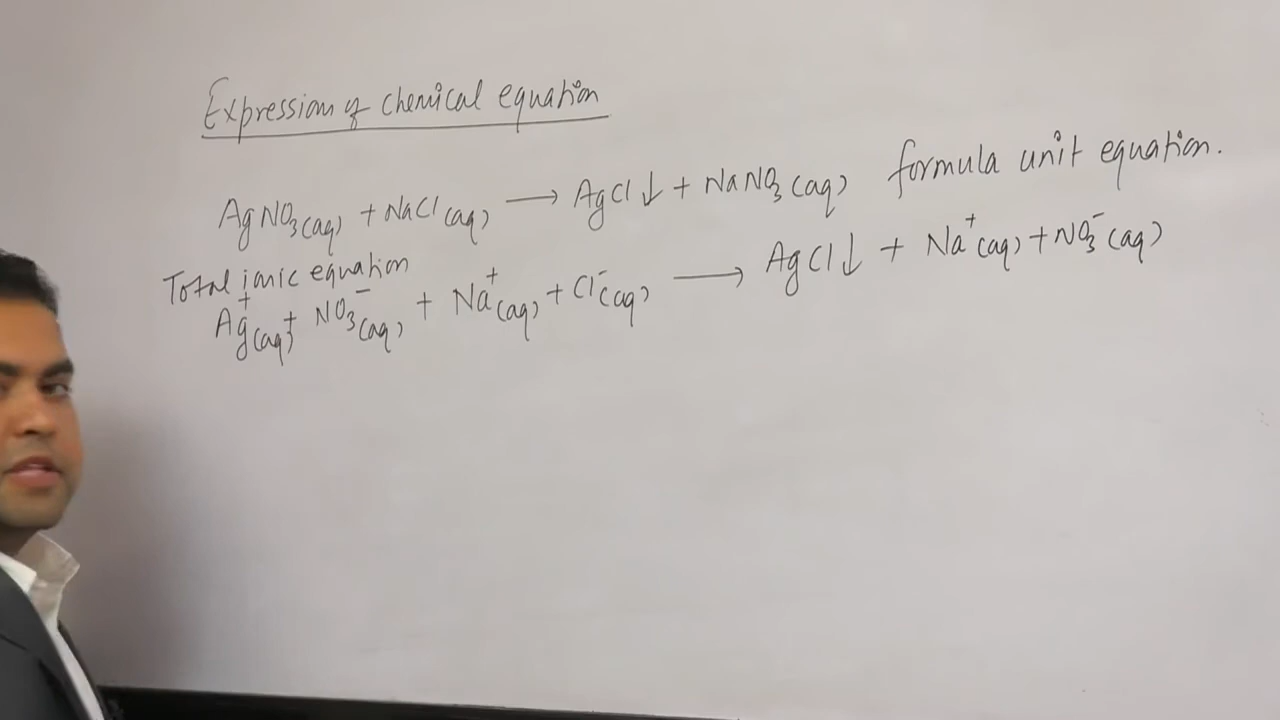 Expression of chemical equation
AgNO₃(aq) + NaCl(aq) ⟶ AgCl↓ + NaNO₃(aq) formula unit equation.
Total ionic equation
Ag⁺(aq) + NO₃⁻(aq) + Na⁺(aq) + Cl⁻(aq) ⟶ AgCl↓ + Na⁺(aq) + NO₃⁻(aq)